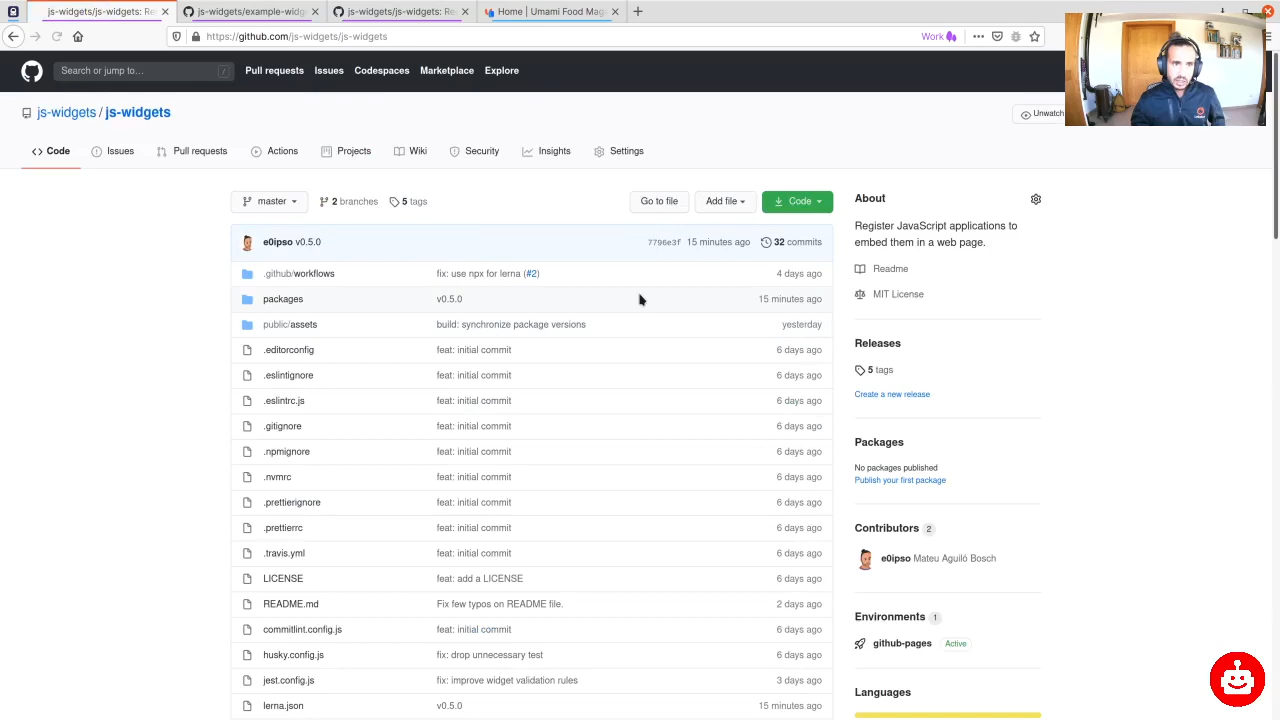 js-widgets/js-widgets: Re
js-widgets/example-widg
js-widgets/js-widgets: Re
Home | Umami Food Mag
https://github.com/js-widgets/js-widgets
Work
Search or jump to…
/
Pull requests
Issues
Codespaces
Marketplace
Explore
js-widgets / js-widgets
Unwatch
Code
Issues
Pull requests
Actions
Projects
Wiki
Security
Insights
Settings
master
2 branches
5 tags
Go to file
Add file
Code
e0ipso v0.5.0
7796e3f 15 minutes ago
32 commits
.github/workflows
fix: use npx for lerna (#2)
4 days ago
packages
v0.5.0
15 minutes ago
public/assets
build: synchronize package versions
yesterday
.editorconfig
feat: initial commit
6 days ago
.eslintignore
feat: initial commit
6 days ago
.eslintrc.js
feat: initial commit
6 days ago
.gitignore
feat: initial commit
6 days ago
.npmignore
feat: initial commit
6 days ago
.nvmrc
feat: initial commit
6 days ago
.prettierignore
feat: initial commit
6 days ago
.prettierrc
feat: initial commit
6 days ago
.travis.yml
feat: initial commit
6 days ago
LICENSE
feat: add a LICENSE
6 days ago
README.md
Fix few typos on README file.
2 days ago
commitlint.config.js
feat: initial commit
6 days ago
husky.config.js
fix: drop unnecessary test
6 days ago
jest.config.js
fix: improve widget validation rules
3 days ago
lerna.json
v0.5.0
15 minutes ago
About
Register JavaScript applications to
embed them in a web page.
Readme
MIT License
Releases
5 tags
Create a new release
Packages
No packages published
Publish your first package
Contributors 2
e0ipso Mateu Aguiló Bosch
Environments 1
github-pages Active
Languages